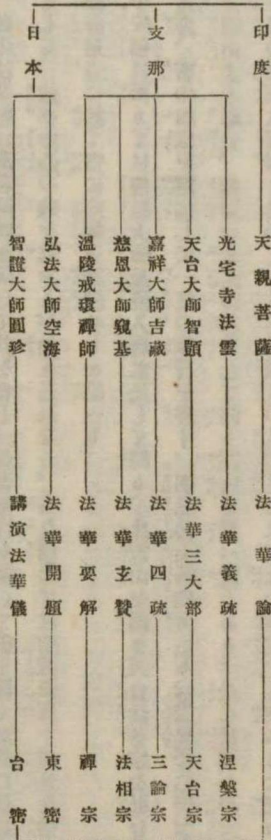 印度 天親菩薩 法華論
支那 光宅寺法雲 法華義疏 涅槃宗
天台大師智顗 法華三大部 天台宗
嘉祥大師吉藏 法華四疏 三論宗
慈恩大師窺基 法華玄贊 法相宗
溫陵戒環禪師 法華要解 禪宗
日本 弘法大師空海 法華開題 東密
智證大師圓珍 講演法華儀 台密